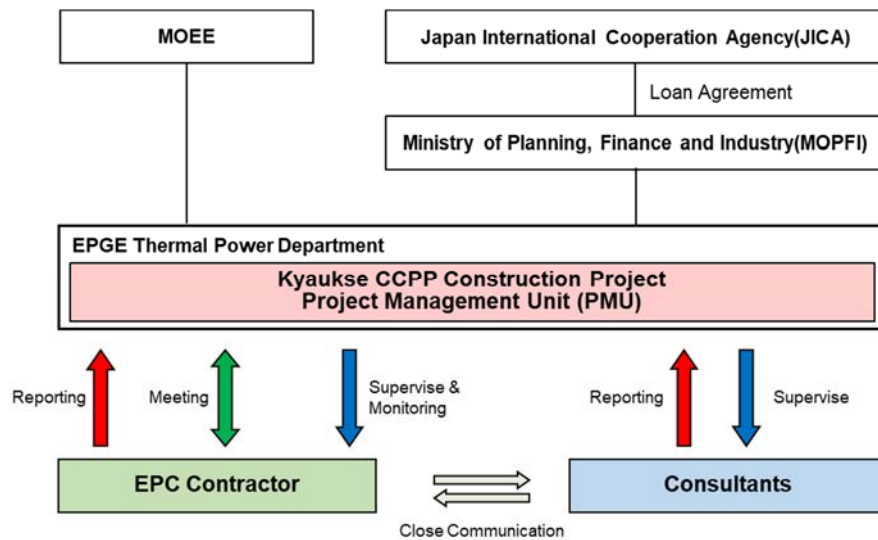 MOEE
Japan International Cooperation Agency(JICA)
Loan Agreement
Ministry of Planning, Finance and Industry(MOPFI)
EPGE Thermal Power Department
Kyaukse CCPP Construction Project
Project Management Unit (PMU)
Reporting
Meeting
Supervise &
Monitoring
Reporting
Supervise
EPC Contractor
Consultants
Close Communication